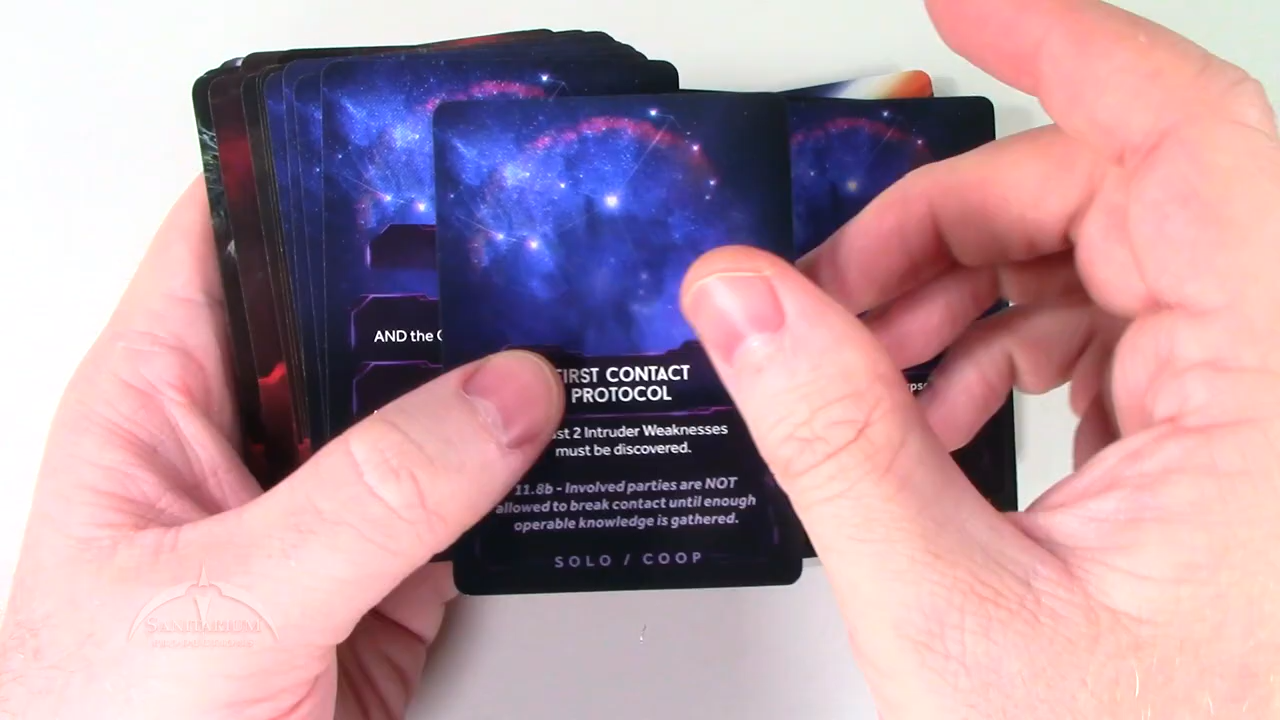 AND the
FIRST CONTACT
PROTOCOL
2 Intruder Weaknesses
must be discovered.
11.8b - Involved parties are NOT
allowed to break contact until enough
operable knowledge is gathered.
SOLO / COOP
SANITARIUM